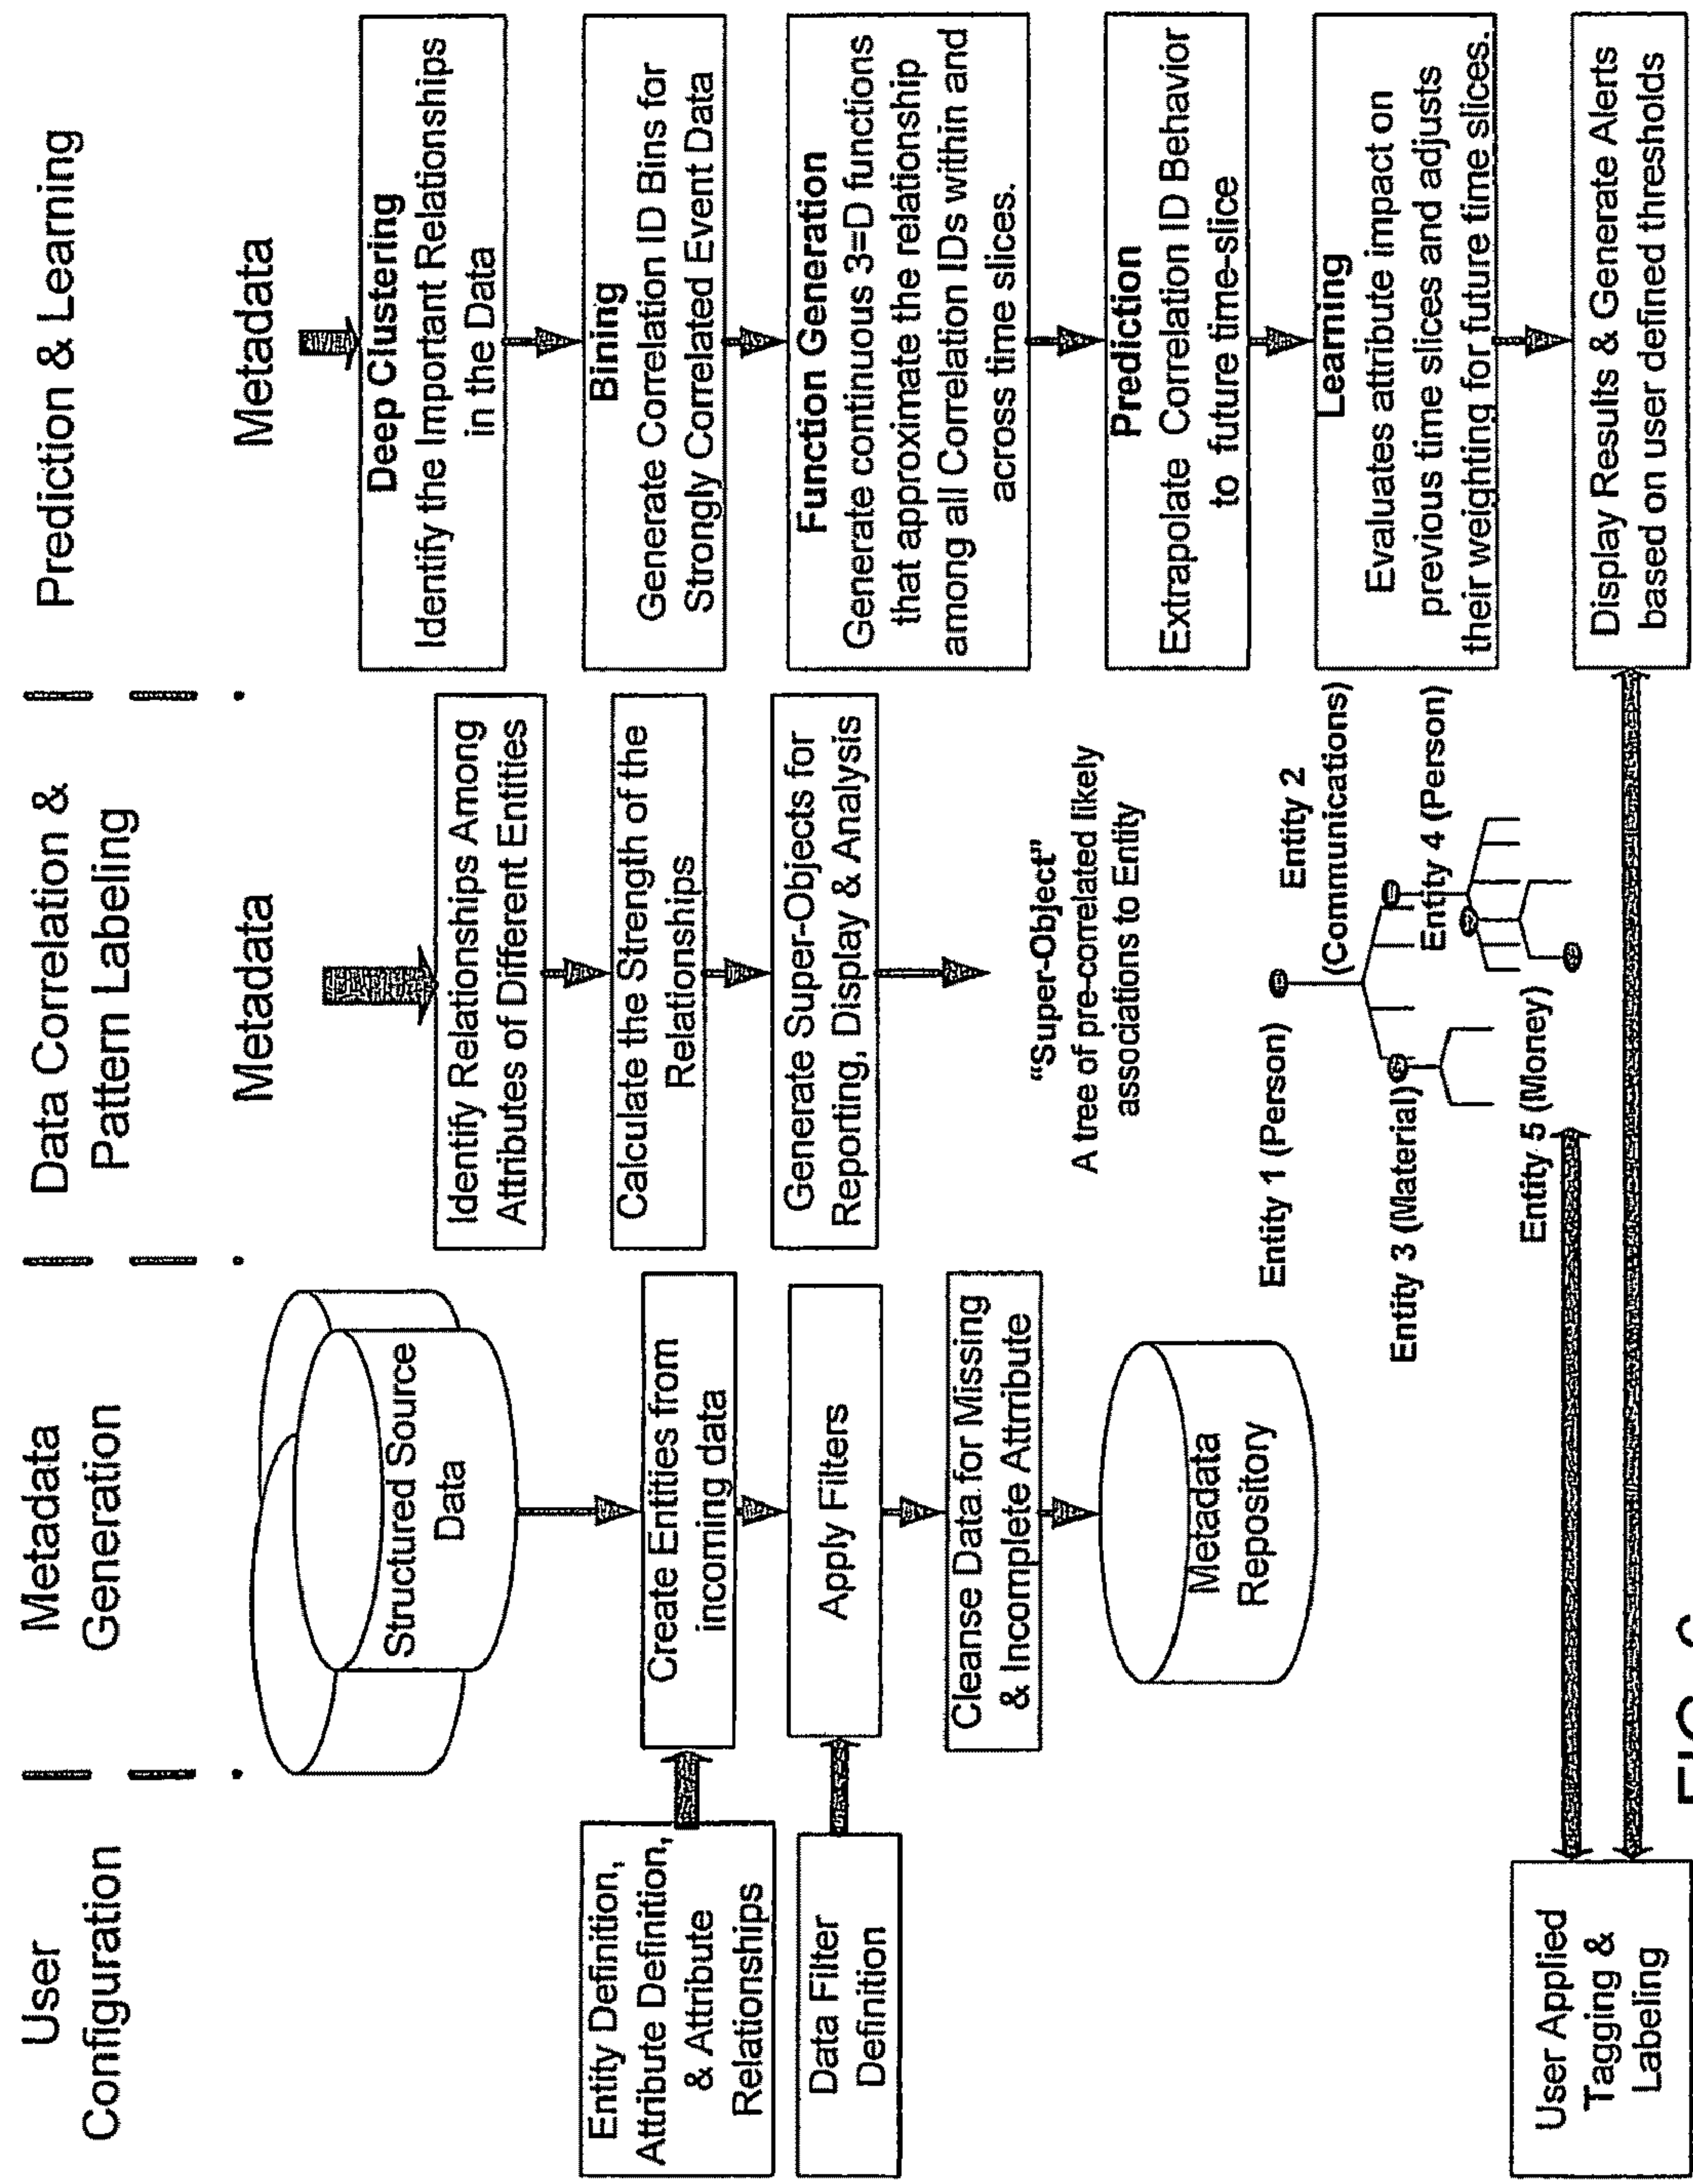 User
Configuration
Entity Definition,
Attribute Definition,
& Attribute
Relationships
Data Filter
Definition
User Applied
Tagging &
Labeling
Metadata
Generation
Structured Source
Data
Create Entities from
incoming data
Apply Filters
Cleanse Data for Missing
& Incomplete Attribute
Metadata
Repository
Data Correlation &
Pattern Labeling
Metadata
Identify Relationships Among
Attributes of Different Entities
Calculate the Strength of the
Relationships
Generate Super-Objects for
Reporting, Display & Analysis
"Super-Object"
A tree of pre-correlated likely
associations to Entity
Entity 1 (Person)
Entity 2
(Communications)
Entity 3 (Material)
Entity 4 (Person)
Entity 5 (Money)
Prediction & Learning
Metadata
Deep Clustering
Identify the Important Relationships
in the Data
Bining
Generate Correlation ID Bins for
Strongly Correlated Event Data
Function Generation
Generate continuous 3=D functions
that approximate the relationship
among all Correlation IDs within and
across time slices.
Prediction
Extrapolate Correlation ID Behavior
to future time-slice
Learning
Evaluates attribute impact on
previous time slices and adjusts
their weighting for future time slices.
Display Results & Generate Alerts
based on user defined thresholds